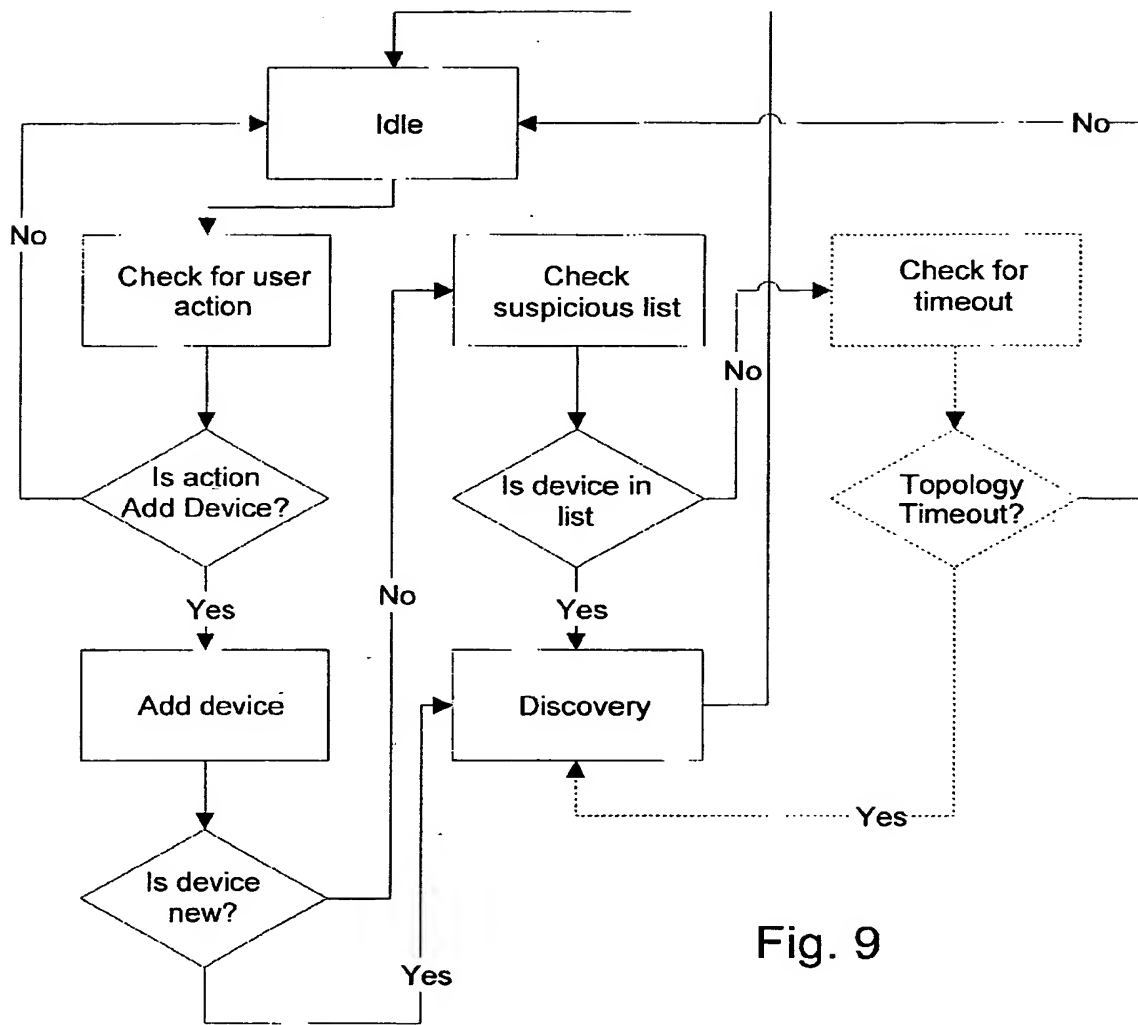 Idle
No
No
Check for user
action
Check
suspicious list
Check for
timeout
No
Is action
Add Device?
Is device in
list
Topology
Timeout?
Yes
No
Yes
Add device
Discovery
Yes
Is device
new?
Yes
Fig. 9